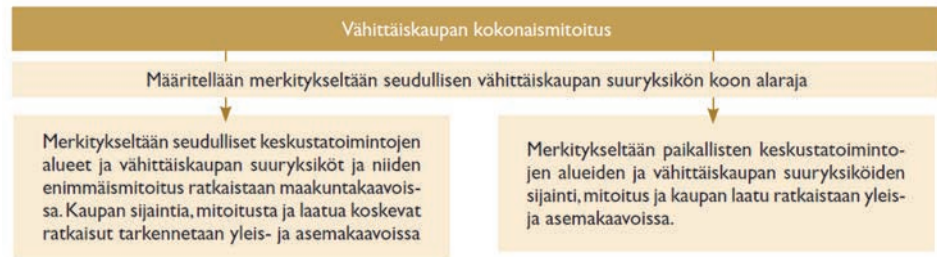 Vähittäiskaupan kokonaismitoitus
Määritellään merkitykseltään seudullisen vähittäiskaupan suuryksikön koon alaraja
Merkitykseltään seudulliset keskustatoimintojen
alueet ja vähittäiskaupan suuryksiköt ja niiden
enimmäismitoitus ratkaistaan maakuntakaavois-
sa. Kaupan sijaintia, mitoitusta ja laatua koskevat
ratkaisut tarkennetaan yleis- ja asemakaavoissa
Merkitykseltään paikallisten keskustatoiminto-
jen alueiden ja vähittäiskaupan suuryksiköiden
sijainti, mitoitus ja kaupan laatu ratkaistaan yleis-
ja asemakaavoissa.